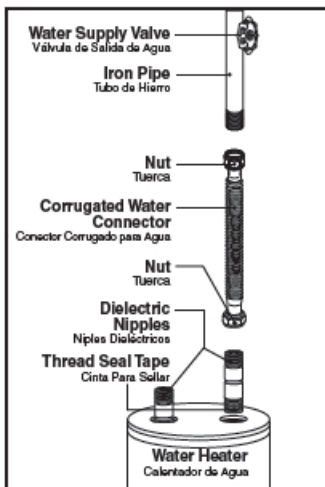 Water Supply Valve
Válvula de Salida de Agua
Iron Pipe
Tubo de Hierro
Nut
Tuerca
Corrugated Water
Connector
Conector Corrugado para Agua
Nut
Tuerca
Dielectric
Nipples
Niples Dieléctricos
Thread Seal Tape
Cinta Para Sellar
Water Heater
Calentador de Agua